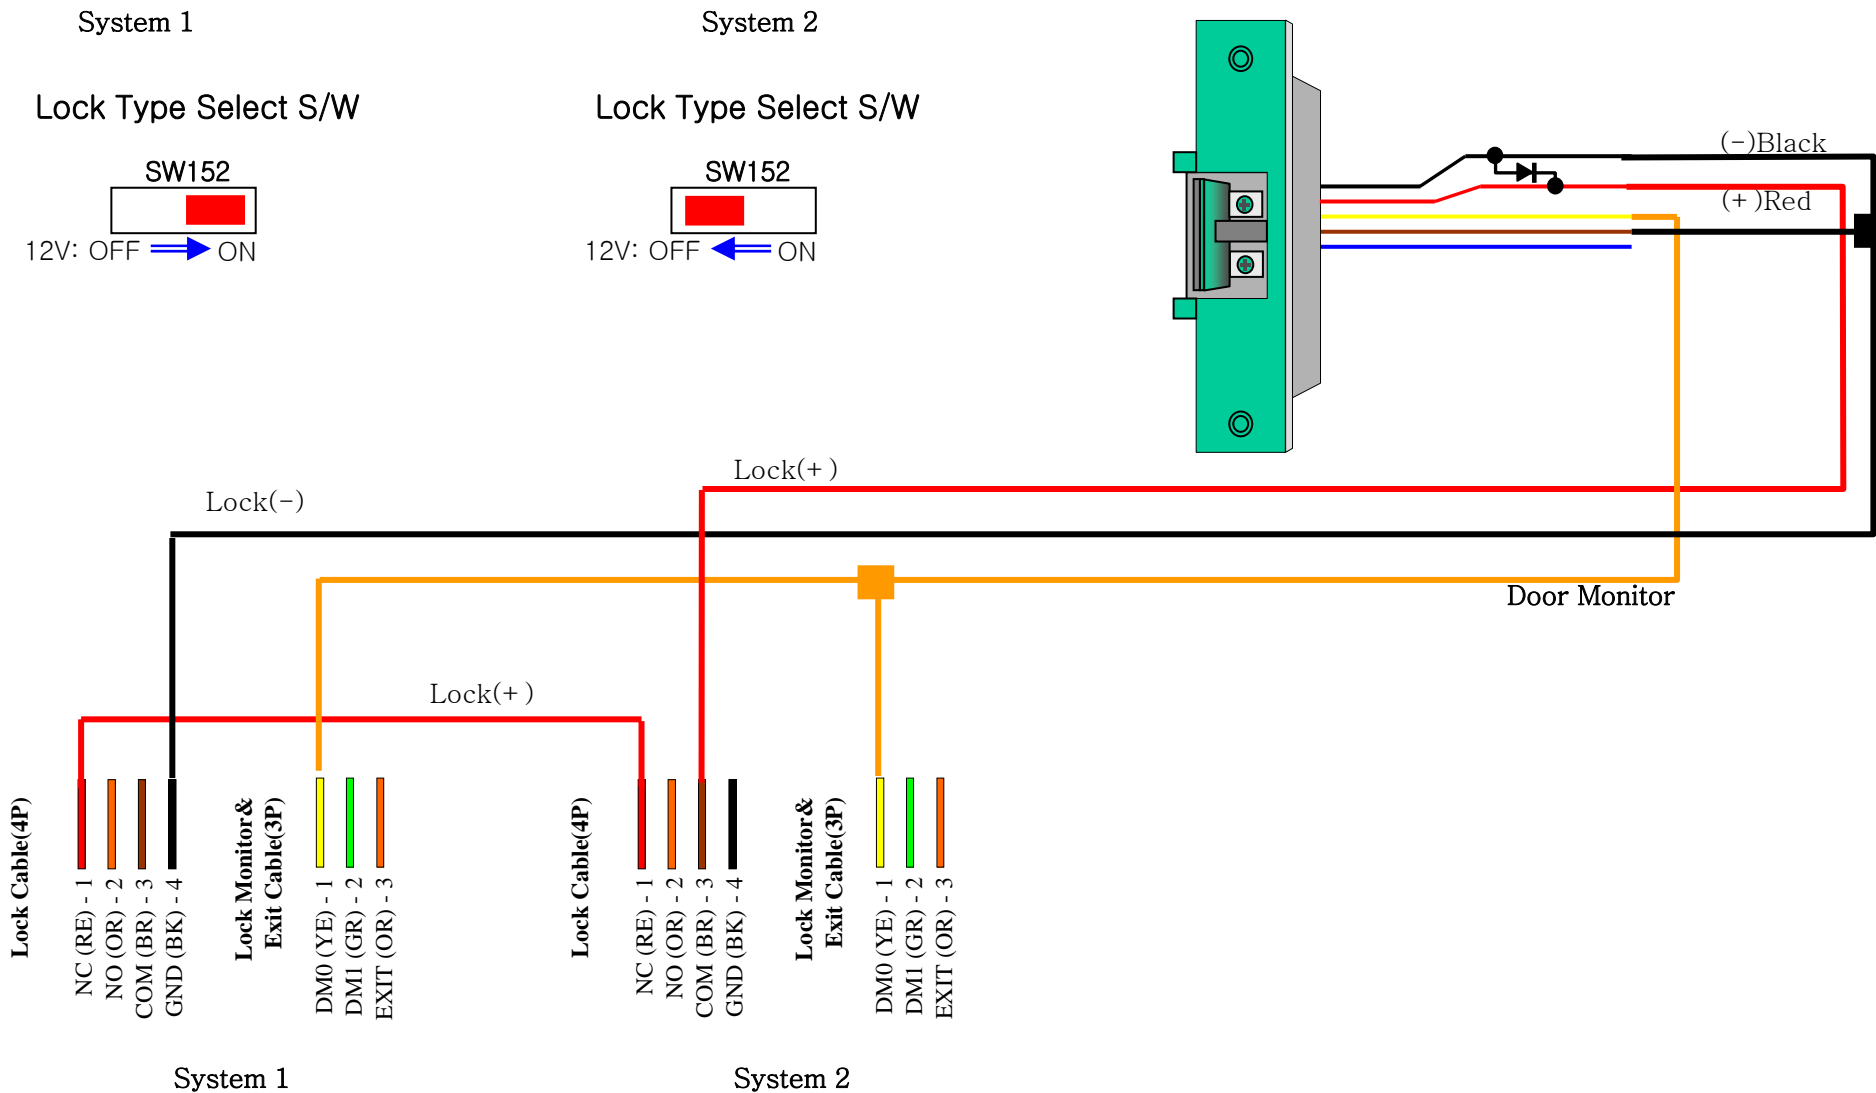 System 1
System 2
Lock Type Select S/W
Lock Type Select S/W
SW152
SW152
12V: OFF ON
12V: OFF ON
(-)Black
(+)Red
Lock(+)
Lock(-)
Door Monitor
Lock(+)
Lock Cable(4P)
NC (RE) - 1
NO (OR) - 2
COM (BR) - 3
GND (BK) - 4
Lock Monitor&
Exit Cable(3P)
DM0 (YE) - 1
DM1 (GR) - 2
EXIT (OR) - 3
Lock Cable(4P)
NC (RE) - 1
NO (OR) - 2
COM (BR) - 3
GND (BK) - 4
Lock Monitor&
Exit Cable(3P)
DM0 (YE) - 1
DM1 (GR) - 2
EXIT (OR) - 3
System 1
System 2